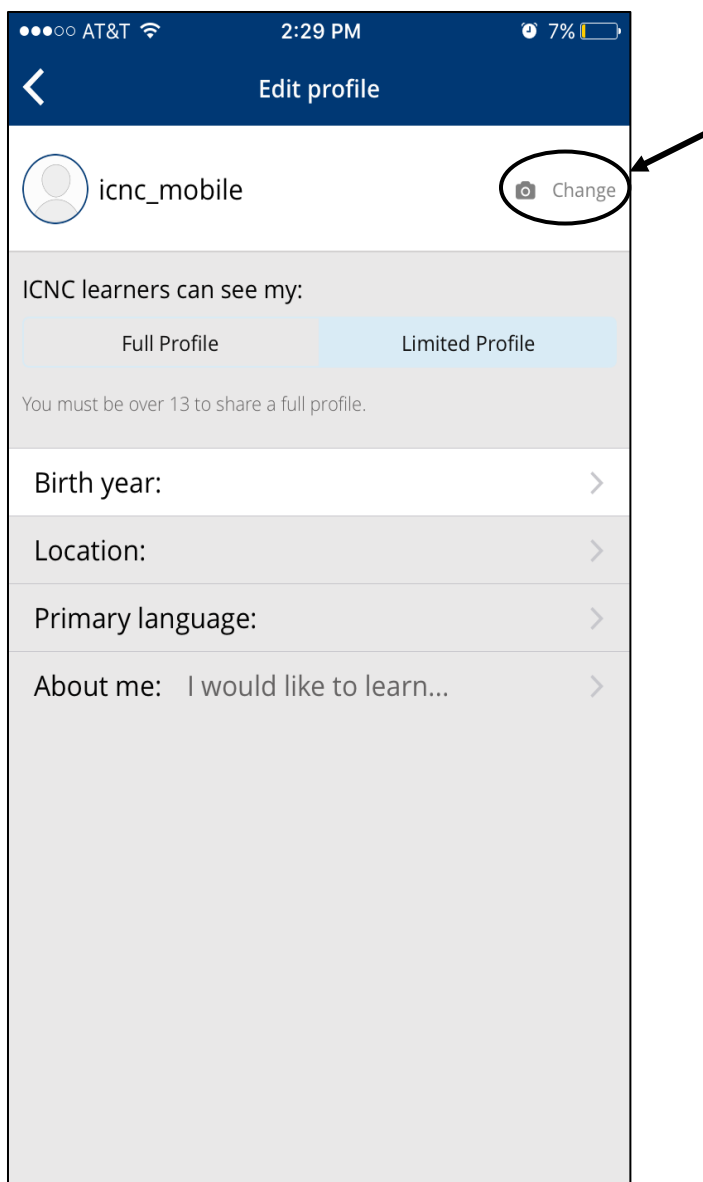 AT&T 2:29 PM 7%
Edit profile
icnc_mobile Change
ICNC learners can see my:
Full Profile Limited Profile
You must be over 13 to share a full profile.
Birth year:
Location:
Primary language:
About me: I would like to learn...